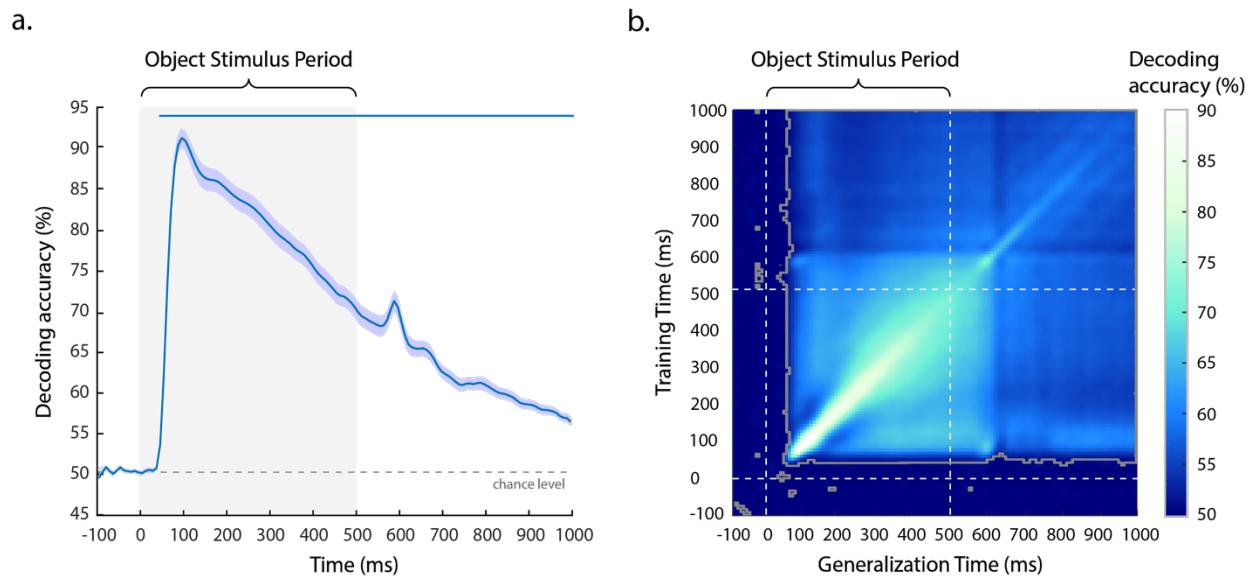 a.
Object Stimulus Period
Decoding accuracy (%)
95
90
85
80
75
70
65
60
55
50
45
chance level
-100 0 100 200 300 400 500 600 700 800 900 1000
Time (ms)
b.
Object Stimulus Period
Decoding
accuracy (%)
Training Time (ms)
1000
900
800
700
600
500
400
300
200
100
0
-100
-100 0 100 200 300 400 500 600 700 800 900 1000
Generalization Time (ms)
90
85
80
75
70
65
60
55
50